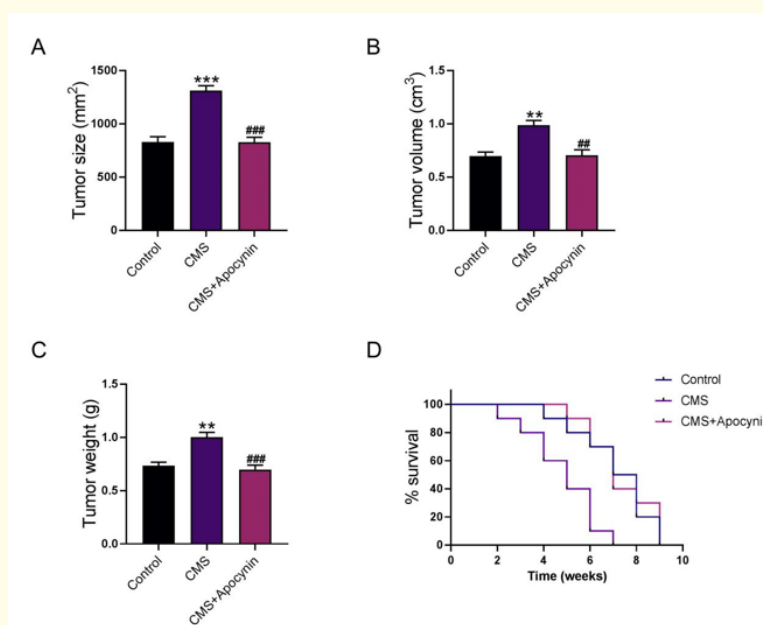 A
Tumor size (mm2)
1500
1000
500
0
***
###
Control
CMS
CMS+Apocynin
B
Tumor volume (cm3)
1.5
1.0
0.5
0.0
**
##
Control
CMS
CMS+Apocynin
C
Tumor weight (g)
1.5
1.0
0.5
0.0
**
###
Control
CMS
CMS+Apocynin
D
Control
CMS
CMS+Apocyni
% survival
100
80
60
40
20
0 2 4 6 8 10
Time (weeks)